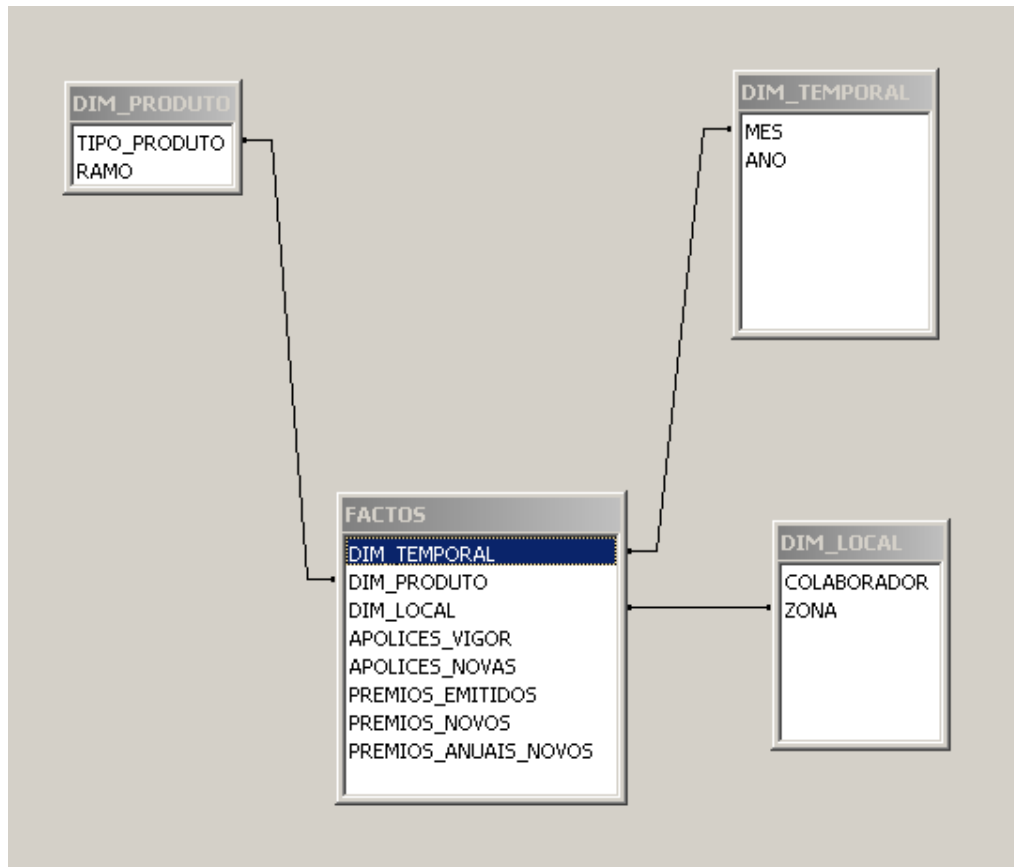 DIM_PRODUTO
TIPO_PRODUTO
RAMO
DIM_TEMPORAL
MES
ANO
FACTOS
DIM_TEMPORAL
DIM_PRODUTO
DIM_LOCAL
APOLICES_VIGOR
APOLICES_NOVAS
PREMIOS_EMITIDOS
PREMIOS_NOVOS
PREMIOS_ANUAIS_NOVOS
DIM_LOCAL
COLABORADOR
ZONA